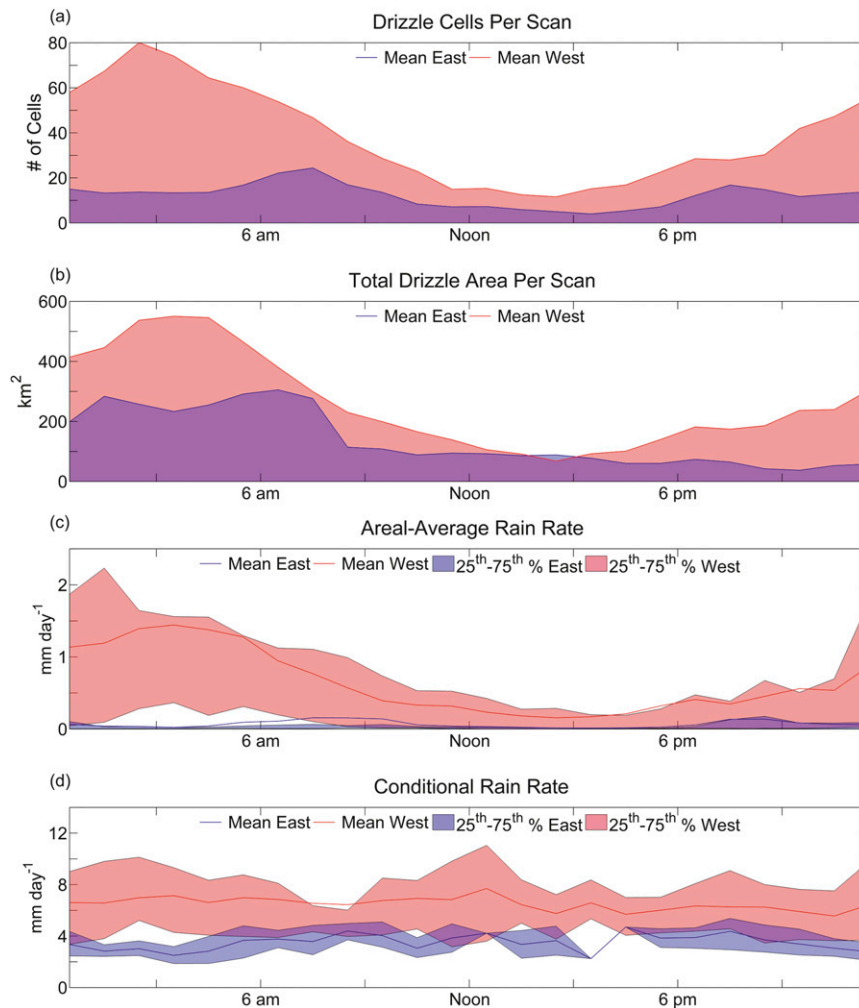 (a)
Drizzle Cells Per Scan
Mean East Mean West
80
60
40
20
0
# of Cells
6 am Noon 6 pm
(b)
Total Drizzle Area Per Scan
Mean East Mean West
600
400
200
0
km²
6 am Noon 6 pm
(c)
Areal-Average Rain Rate
Mean East Mean West 25th-75th % East 25th-75th % West
2
1
0
mm day-1
6 am Noon 6 pm
(d)
Conditional Rain Rate
Mean East Mean West 25th-75th % East 25th-75th % West
12
8
4
0
mm day-1
6 am Noon 6 pm